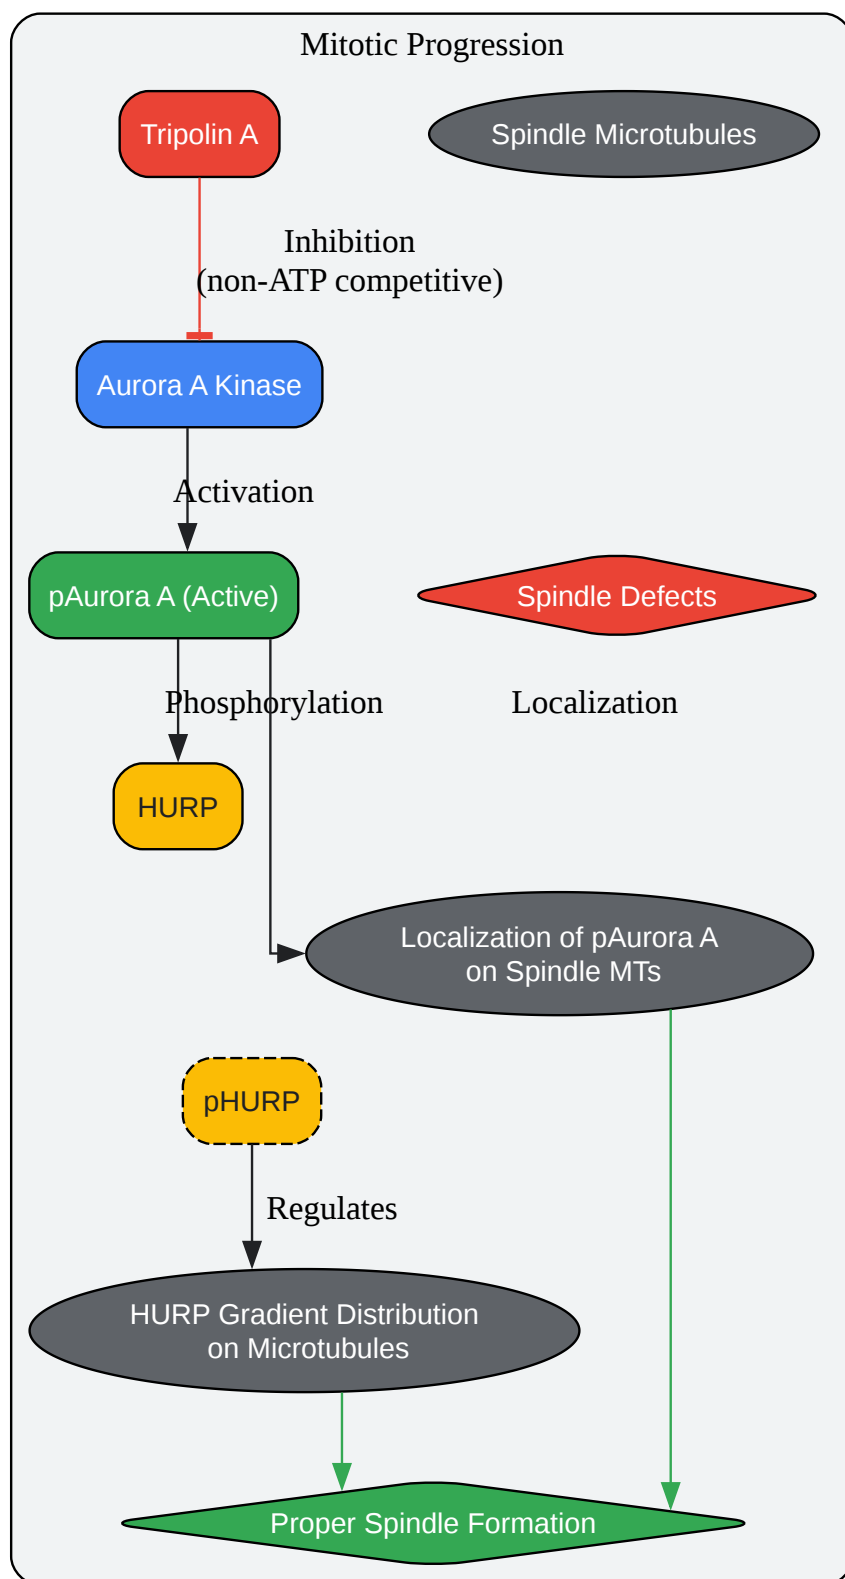 Mitotic Progression
Tripolin A
Spindle Microtubules
Inhibition
(non-ATP competitive)
Aurora A Kinase
Activation
pAurora A (Active)
Spindle Defects
Phosphorylation
Localization
HURP
Localization of pAurora A
on Spindle MTs
pHURP
Regulates
HURP Gradient Distribution
on Microtubules
Proper Spindle Formation